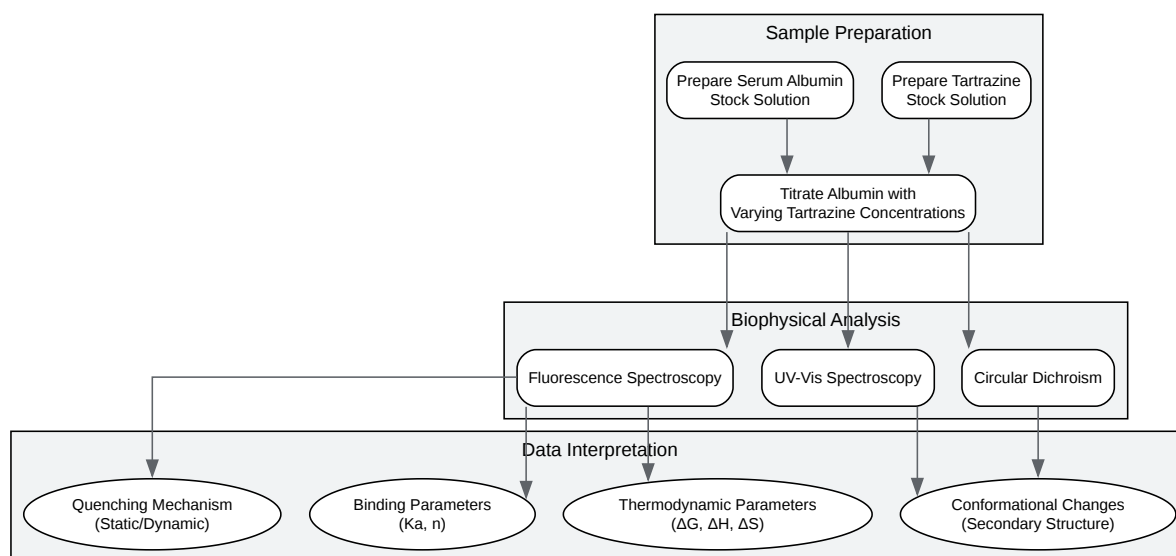 Sample Preparation
Prepare Serum Albumin
Stock Solution
Prepare Tartrazine
Stock Solution
Titrate Albumin with
Varying Tartrazine Concentrations
Biophysical Analysis
Fluorescence Spectroscopy
UV-Vis Spectroscopy
Circular Dichroism
Data Interpretation
Quenching Mechanism
(Static/Dynamic)
Binding Parameters
(Ka, n)
Thermodynamic Parameters
(ΔG, ΔH, ΔS)
Conformational Changes
(Secondary Structure)